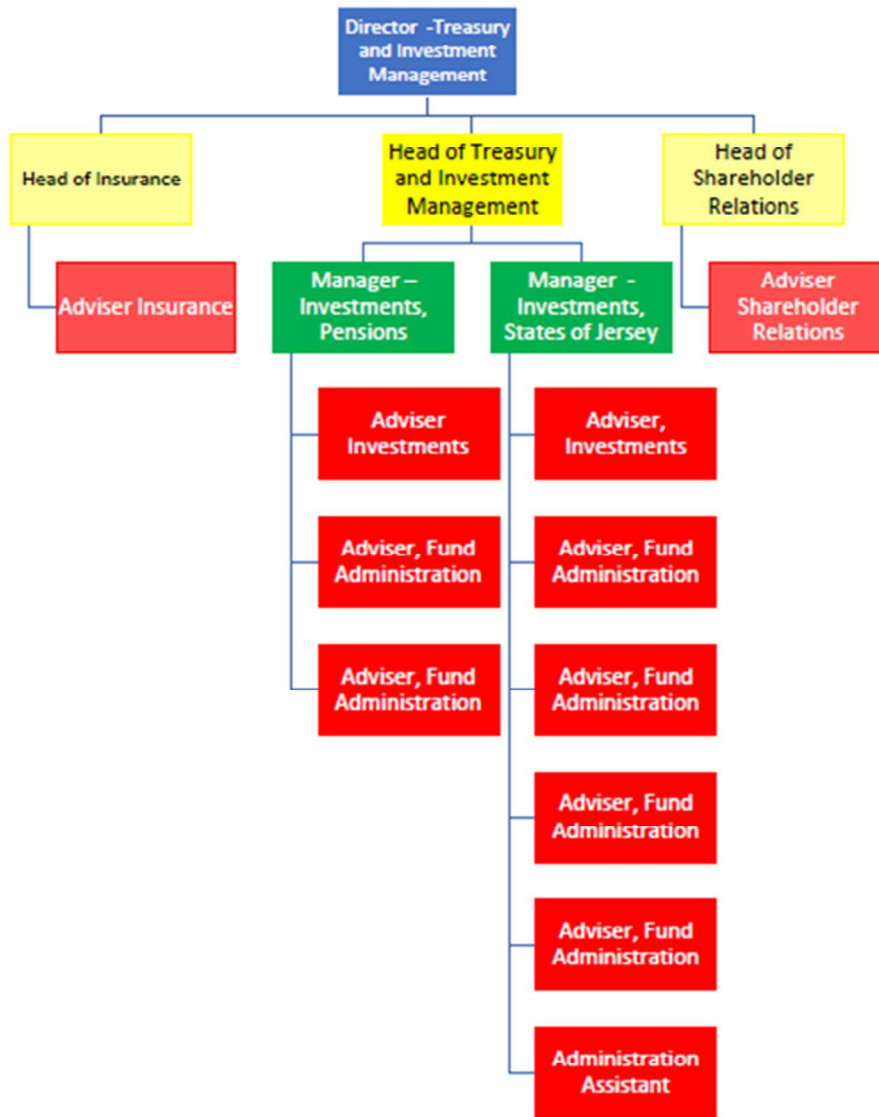 Director -Treasury
and Investment
Management
Head of Insurance
Head of Treasury
and Investment
Management
Head of
Shareholder
Relations
Adviser Insurance
Manager –
Investments,
Pensions
Manager -
Investments,
States of Jersey
Adviser
Shareholder
Relations
Adviser
Investments
Adviser,
Investments
Adviser, Fund
Administration
Adviser, Fund
Administration
Adviser, Fund
Administration
Adviser, Fund
Administration
Adviser, Fund
Administration
Adviser, Fund
Administration
Administration
Assistant